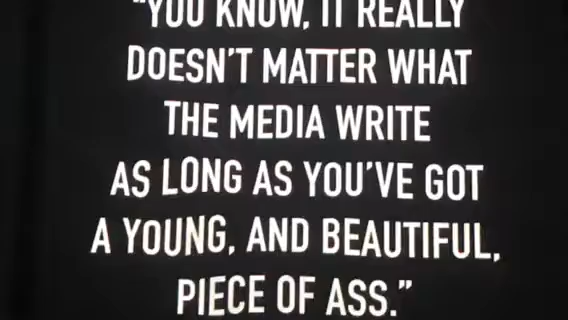 "YOU KNOW, IT REALLY
DOESN'T MATTER WHAT
THE MEDIA WRITE
AS LONG AS YOU'VE GOT
A YOUNG, AND BEAUTIFUL,
PIECE OF ASS."